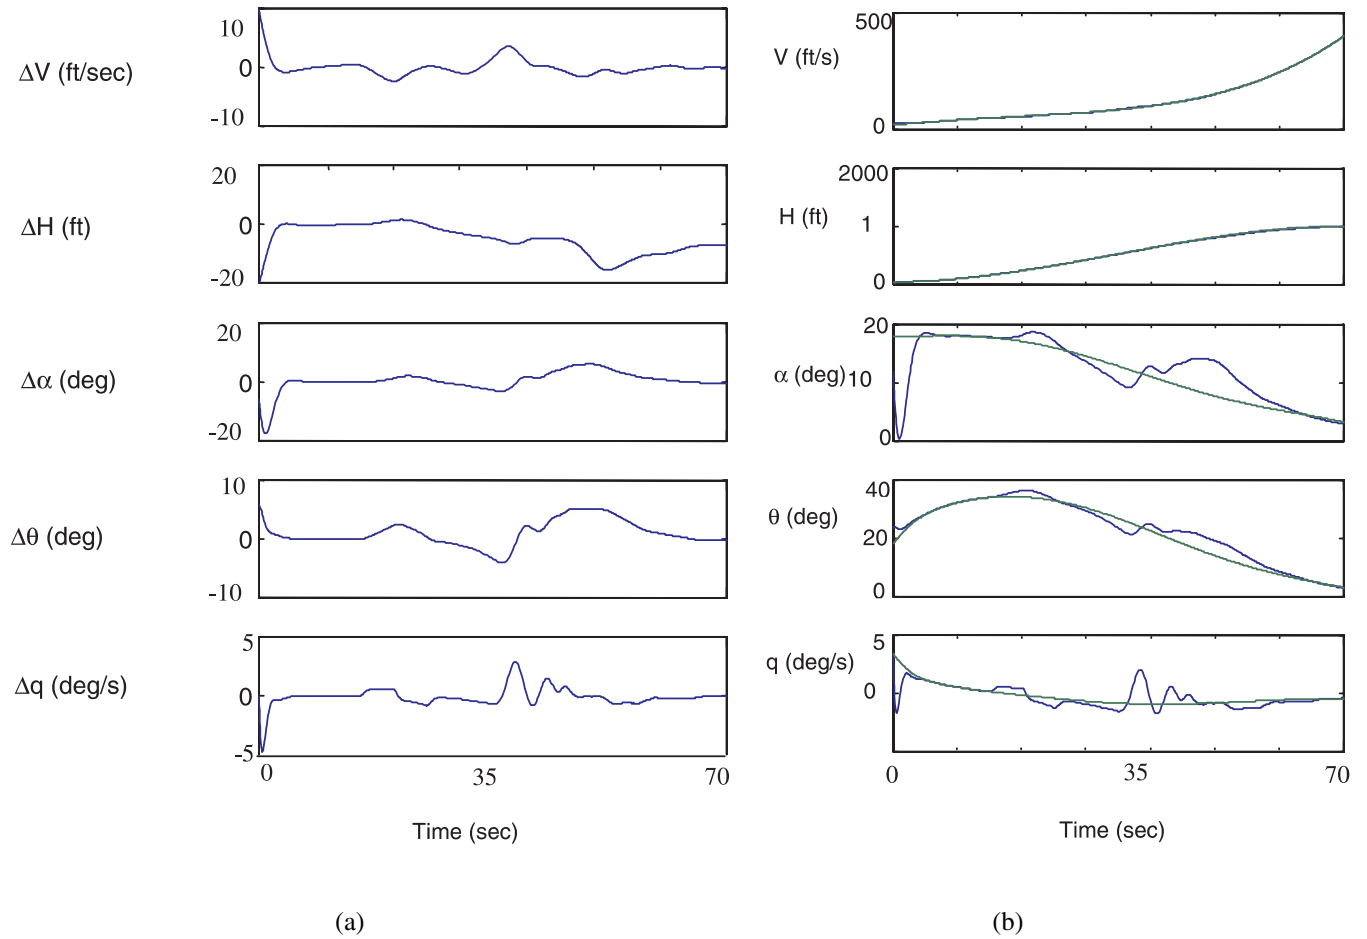 10
ΔV (ft/sec)
0
-10
20
ΔH (ft)
0
-20
20
Δα (deg)
0
-20
10
Δθ (deg)
0
-10
5
Δq (deg/s)
0
-5
0 35 70
Time (sec)
(a)
500
V (ft/s)
0
2000
H (ft)
1
0
20
α (deg) 10
0
40
θ (deg)
20
0
5
q (deg/s)
0
0 35 70
Time (sec)
(b)